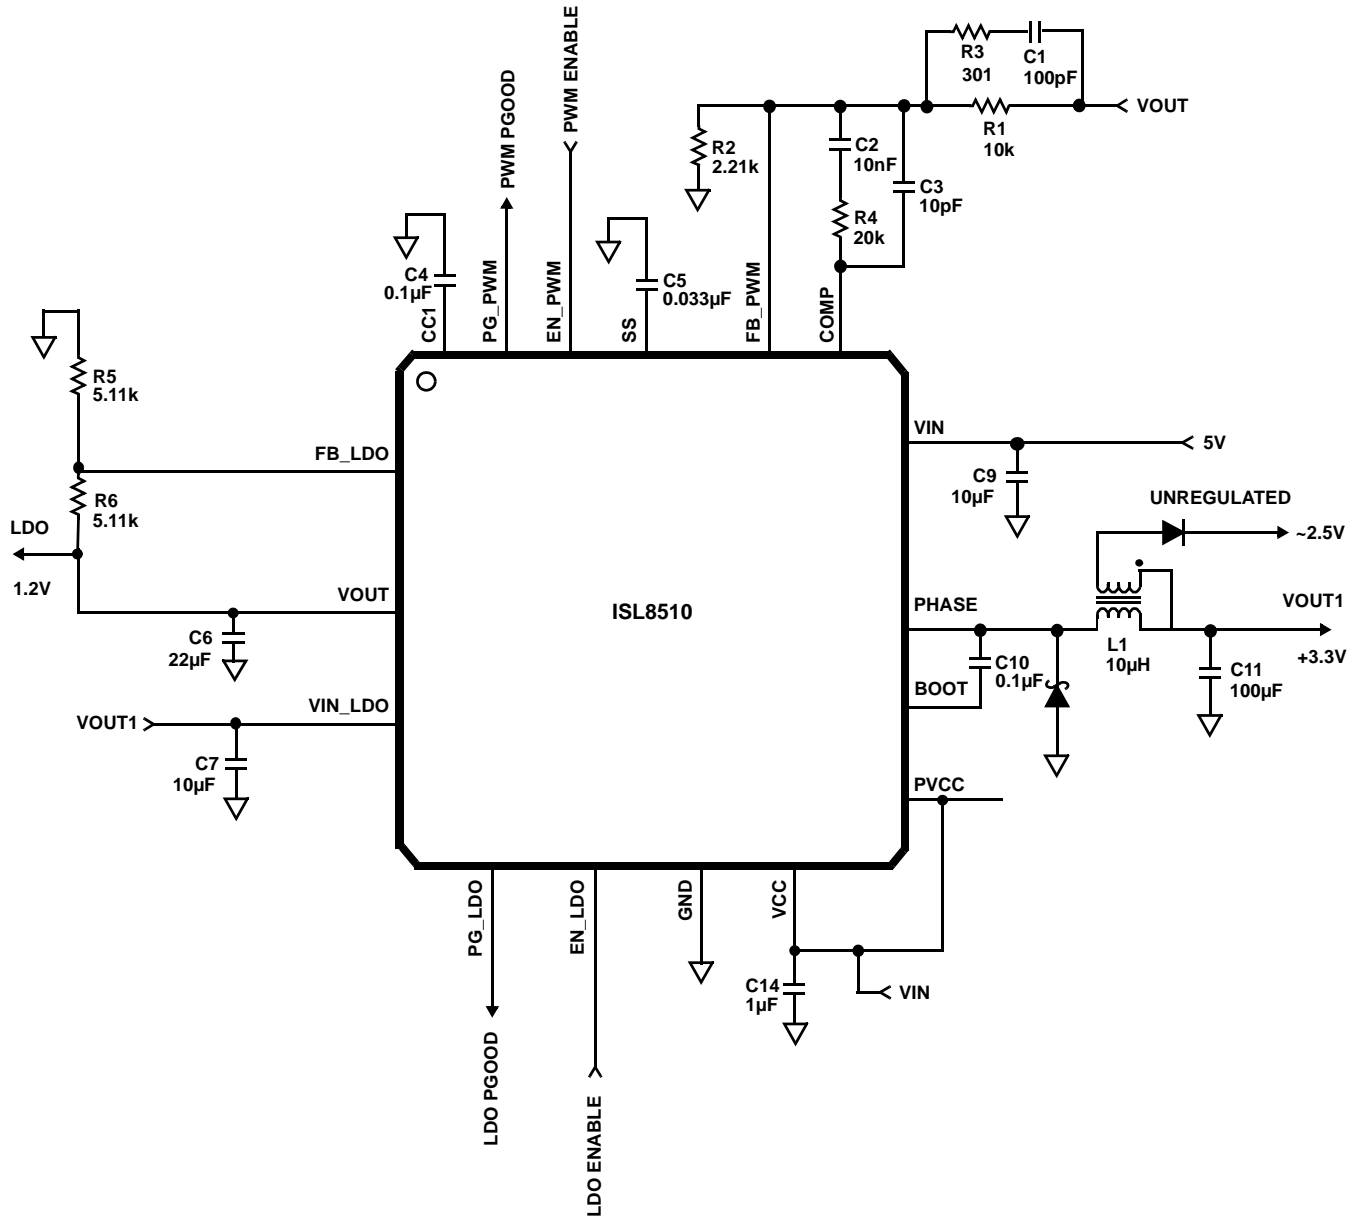 PWM ENABLE
PWM PGOOD
R3
301
C1
100pF
VOUT
R1
10k
R2
2.21k
C2
10nF
C3
10pF
R4
20k
C4
0.1µF
C5
0.033µF
CC1
PG_PWM
EN_PWM
SS
FB_PWM
COMP
R5
5.11k
FB_LDO
R6
5.11k
LDO
1.2V
VOUT
C6
22µF
VIN_LDO
VOUT1
C7
10µF
ISL8510
VIN
5V
C9
10µF
UNREGULATED
~2.5V
PHASE
VOUT1
+3.3V
L1
10µH
C10
0.1µF
BOOT
C11
100µF
PVCC
PG_LDO
EN_LDO
GND
VCC
C14
1µF
VIN
LDO PGOOD
LDO ENABLE